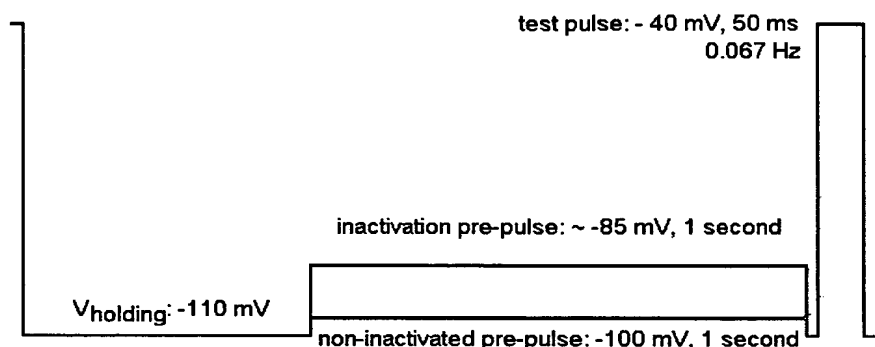 test pulse: - 40 mV, 50 ms
0.067 Hz
inactivation pre-pulse: ~ -85 mV, 1 second
Vholding: -110 mV
non-inactivated pre-pulse: -100 mV, 1 second